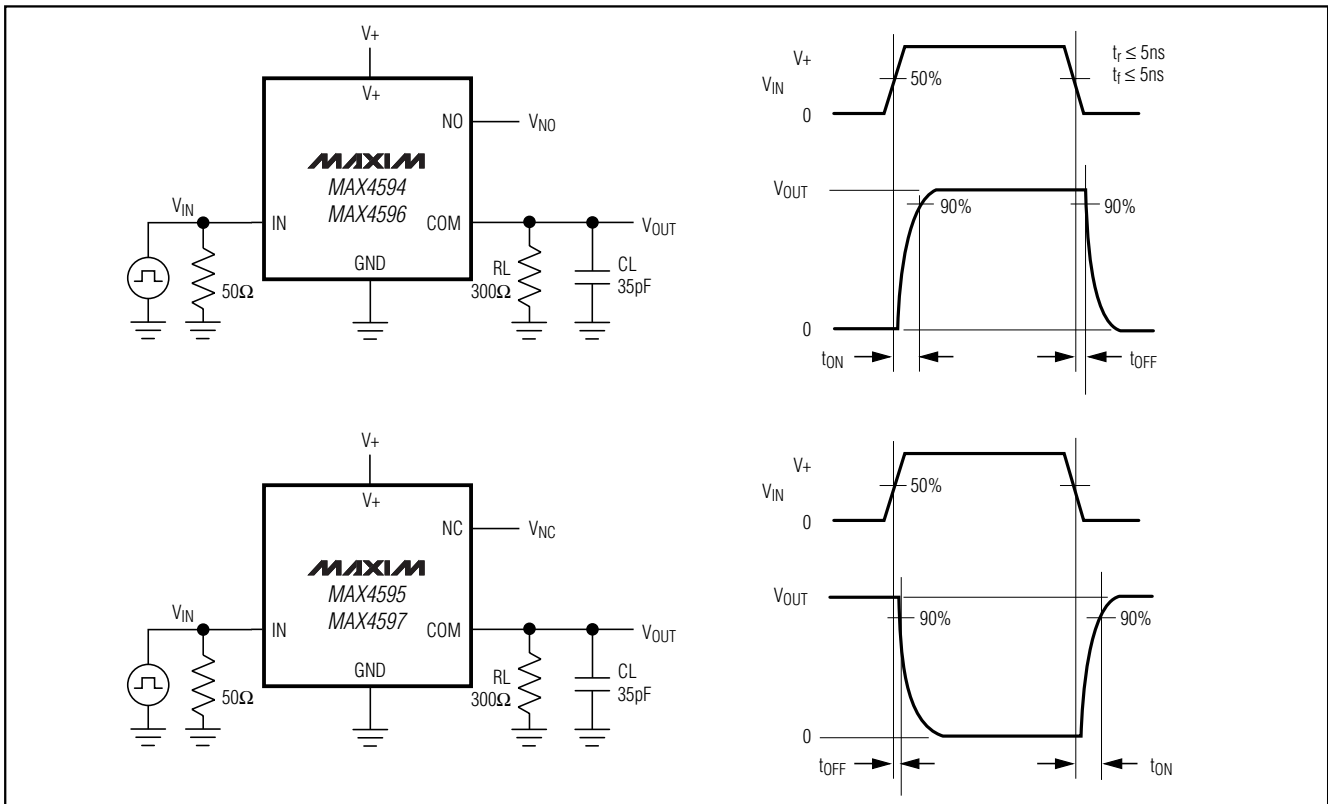 V+
V+
NO
VNO
MAXIM
MAX4594
MAX4596
VIN
IN
COM
VOUT
GND
50Ω
RL
300Ω
CL
35pF
V+
VIN
0
50%
tr ≤ 5ns
tf ≤ 5ns
VOUT
90%
90%
0
tON
tOFF
V+
V+
NC
VNC
MAXIM
MAX4595
MAX4597
VIN
IN
COM
VOUT
GND
50Ω
RL
300Ω
CL
35pF
V+
VIN
0
50%
VOUT
90%
90%
0
tOFF
tON